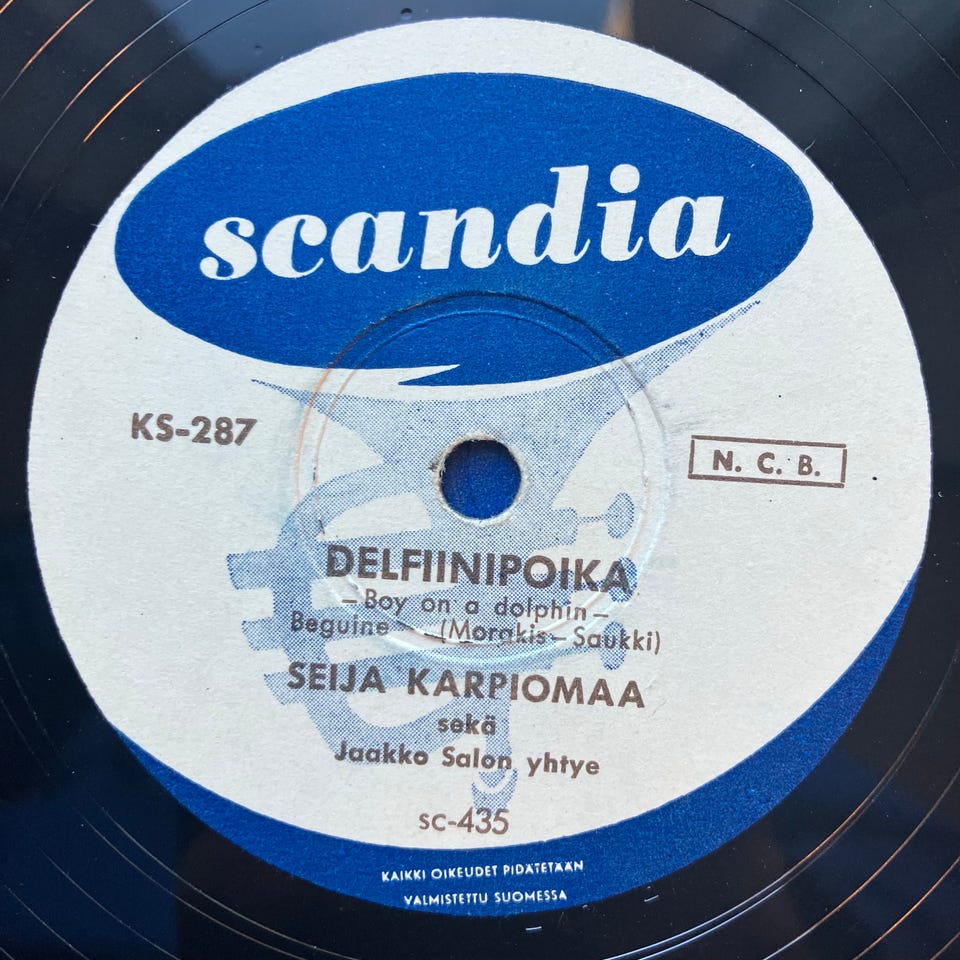 scandia
KS-287
N. C. B.
DELFIINIPOIKA
- Boy on a dolphin -
Beguine (Morakis - Saukki)
SEIJA KARPIOMAA
sekä
Jaakko Salon yhtye
sc-435
KAIKKI OIKEUDET PIDÄTETÄÄN
VALMISTETTU SUOMESSA